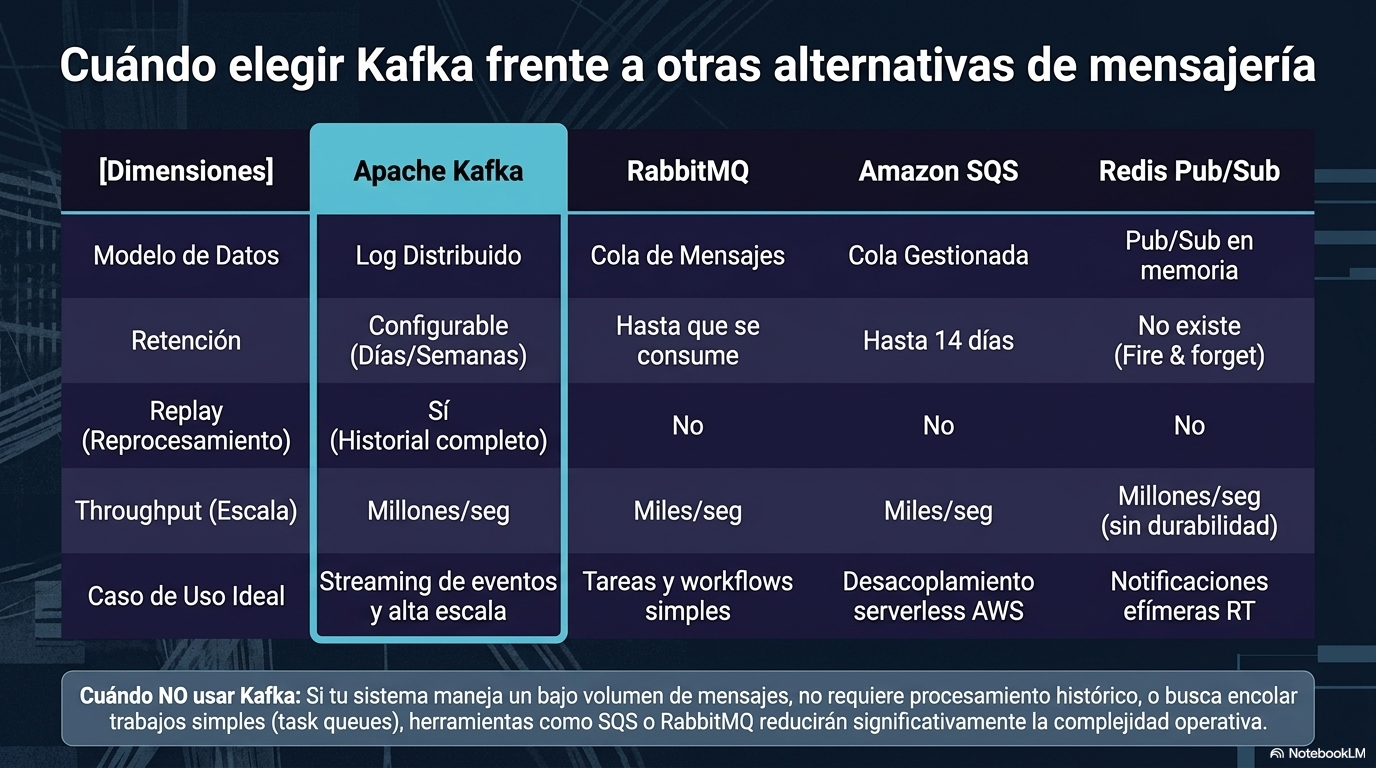 Cuándo elegir Kafka frente a otras alternativas de mensajería
[Dimensiones]
Apache Kafka
RabbitMQ
Amazon SQS
Redis Pub/Sub
Modelo de Datos
Log Distribuido
Cola de Mensajes
Cola Gestionada
Pub/Sub en
memoria
Retención
Configurable
(Días/Semanas)
Hasta que se
consume
Hasta 14 días
No existe
(Fire & forget)
Replay
(Reprocesamiento)
Sí
(Historial completo)
No
No
No
Throughput (Escala)
Millones/seg
Miles/seg
Miles/seg
Millones/seg
(sin durabilidad)
Caso de Uso Ideal
Streaming de eventos
y alta escala
Tareas y workflows
simples
Desacoplamiento
serverless AWS
Notificaciones
efímeras RT
Cuándo NO usar Kafka: Si tu sistema maneja un bajo volumen de mensajes, no requiere procesamiento histórico, o busca encolar
trabajos simples (task queues), herramientas como SQS o RabbitMQ reducirán significativamente la complejidad operativa.
NotebookLM